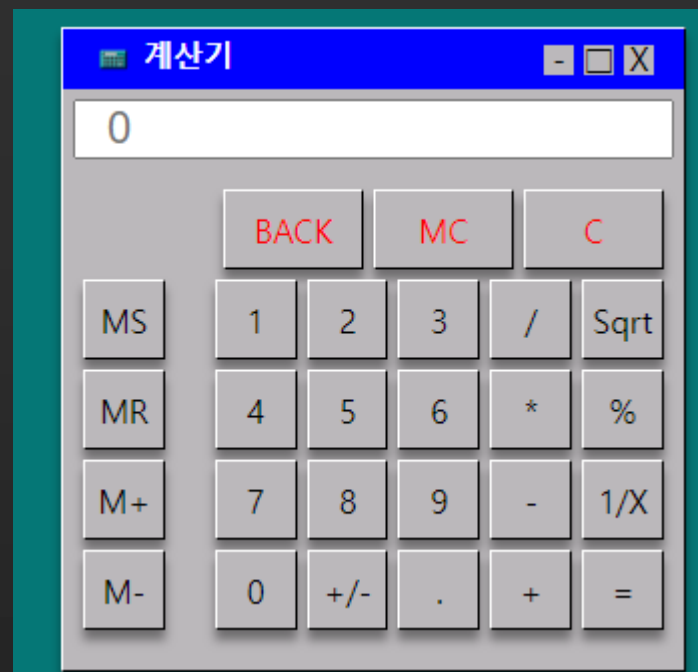 계산기 - □ X
0
BACK MC C
MS 1 2 3 / Sqrt
MR 4 5 6 * %
M+ 7 8 9 - 1/X
M- 0 +/- . + =